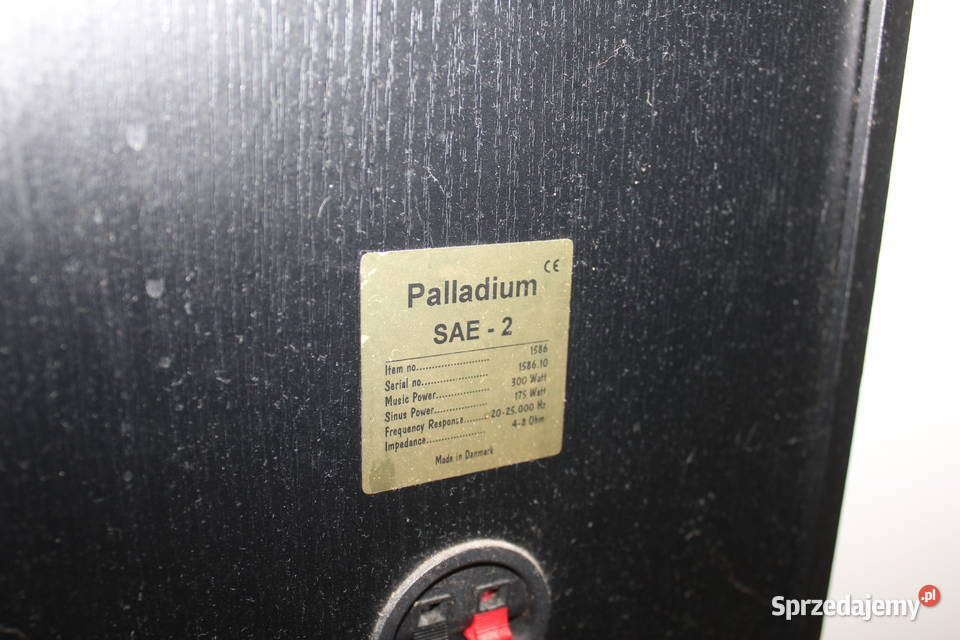 CE
Palladium
SAE - 2
Item no........................ 1586
Serial no...................... 1586.10
Music Power................. 300 Watt
Sinus Power................. 175 Watt
Frequency Response....... 20-25.000 Hz
Impedance................... 4-8 Ohm
Made in Denmark
Sprzedajemy.pl